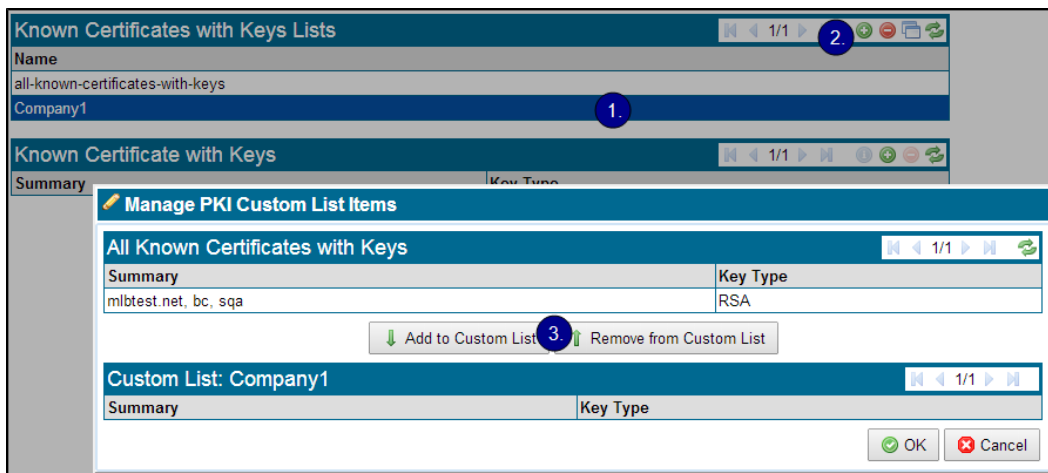 Known Certificates with Keys Lists 1/1 2.
Name
all-known-certificates-with-keys
Company1 1.
Known Certificate with Keys 1/1
Summary Key Type
Manage PKI Custom List Items
All Known Certificates with Keys 1/1
Summary Key Type
mlbtest.net, bc, sqa RSA
Add to Custom List 3. Remove from Custom List
Custom List: Company1 1/1
Summary Key Type
OK Cancel